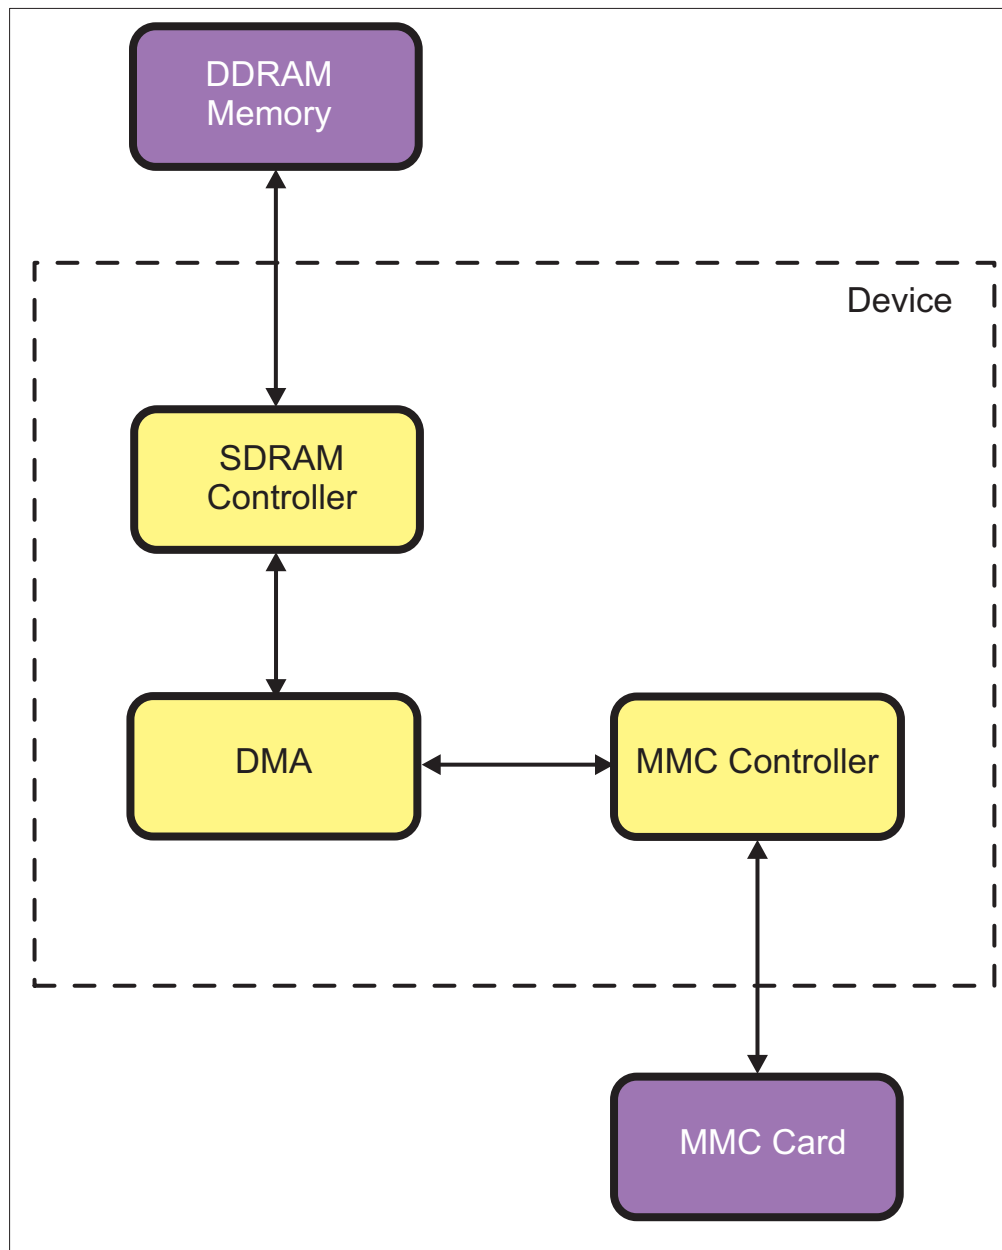 DDRAM
Memory
Device
SDRAM
Controller
DMA
MMC Controller
MMC Card